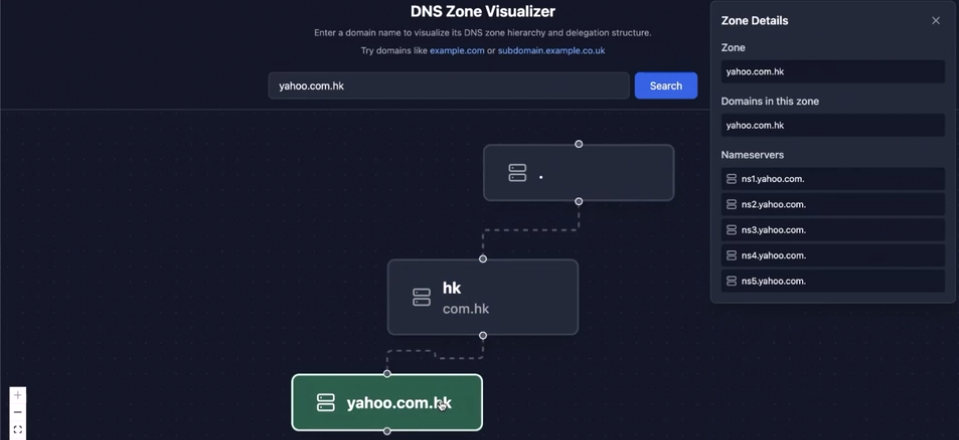 DNS Zone Visualizer
Enter a domain name to visualize its DNS zone hierarchy and delegation structure.
Try domains like example.com or subdomain.example.co.uk
yahoo.com.hk
Search
.
hk
com.hk
yahoo.com.hk
Zone Details
Zone
yahoo.com.hk
Domains in this zone
yahoo.com.hk
Nameservers
ns1.yahoo.com.
ns2.yahoo.com.
ns3.yahoo.com.
ns4.yahoo.com.
ns5.yahoo.com.